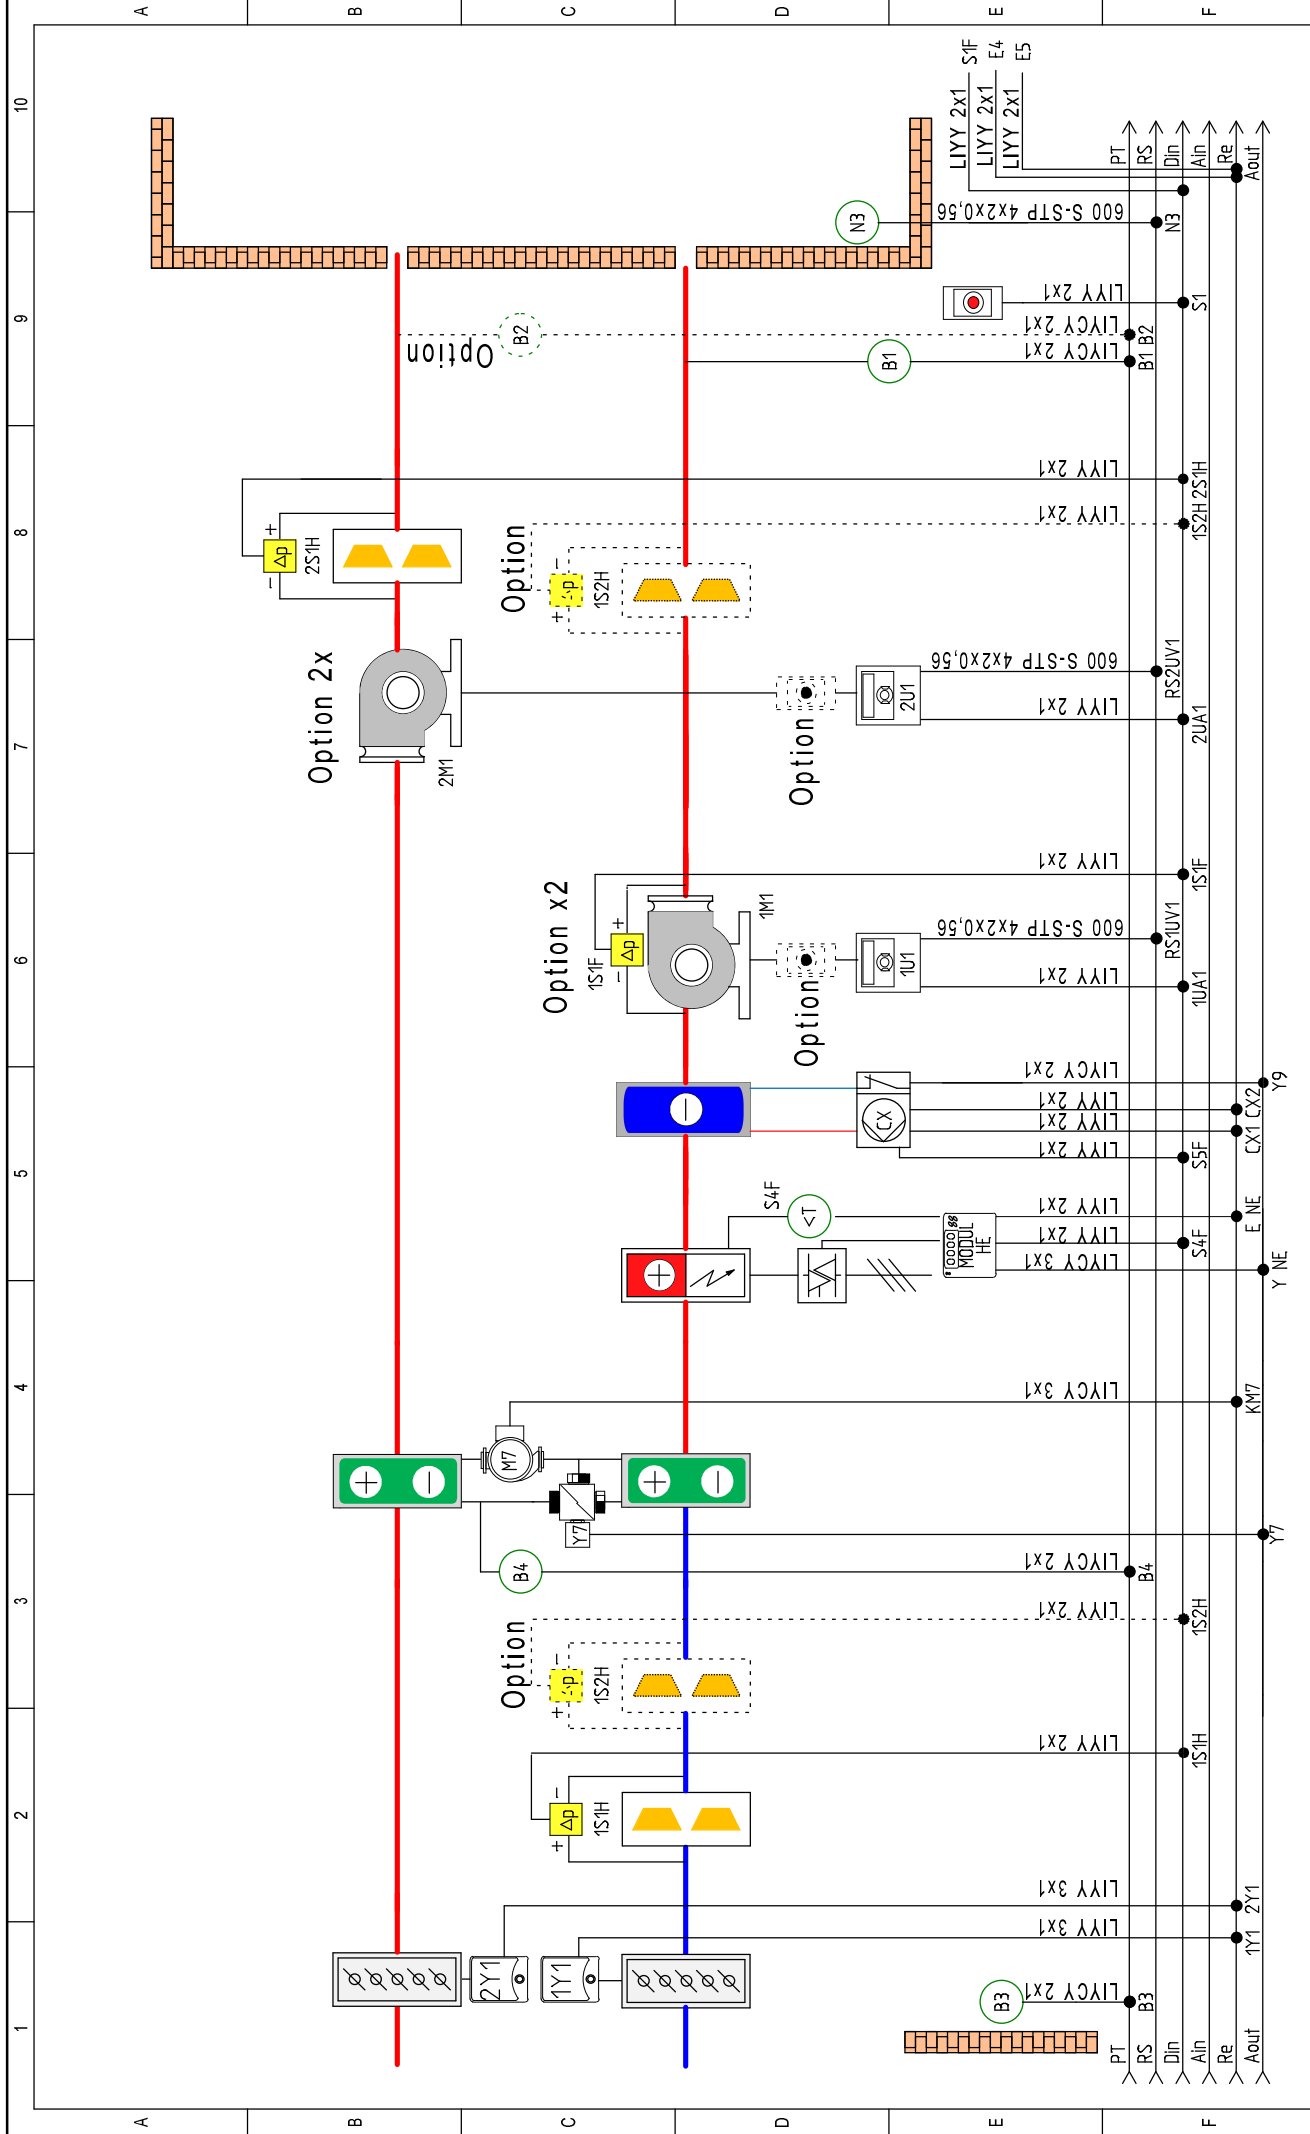 A B C D E F
1 2 3 4 5 6 7 8 9 10
Option 2x
2M1
- Δp +
2S1H
Option
B2
2Y1
1Y1
+ Δp -
1S1H
Option
+ Δp -
1S2H
B4
Y7
M7
Option x2
1S1F
- Δp +
1M1
Option
+ Δp -
1S2H
S4F
<T
MODUL
HE
0000
88
CX
Option
1U1
Option
2U1
B1
N3
B3
LIYCY 2x1
LIYY 3x1
LIYY 3x1
LIYY 2x1
LIYY 2x1
LIYCY 2x1
LIYCY 3x1
LIYCY 3x1
LIYY 2x1
LIYY 2x1
LIYY 2x1
LIYY 2x1
LIYY 2x1
LIYCY 2x1
LIYY 2x1
600 S-STP 4x2x0,56
LIYY 2x1
LIYY 2x1
600 S-STP 4x2x0,56
LIYY 2x1
LIYY 2x1
LIYCY 2x1
LIYCY 2x1
LIYY 2x1
600 S-STP 4x2x0,56
LIYY 2x1
S1F
LIYY 2x1
E4
LIYY 2x1
E5
PT
PT
RS
B3
B4
B1
B2
RS
Din
RS1UV1
RS2UV1
N3
Din
Ain
1S1H
1S2H
S4F
S5F
1UA1
1S1F
2UA1
1S2H
2S1H
S1
Ain
Re
Re
Aout
1Y1
2Y1
KM7
E NE
CX1
CX2
Aout
Y7
Y NE
Y9
A B C D E F